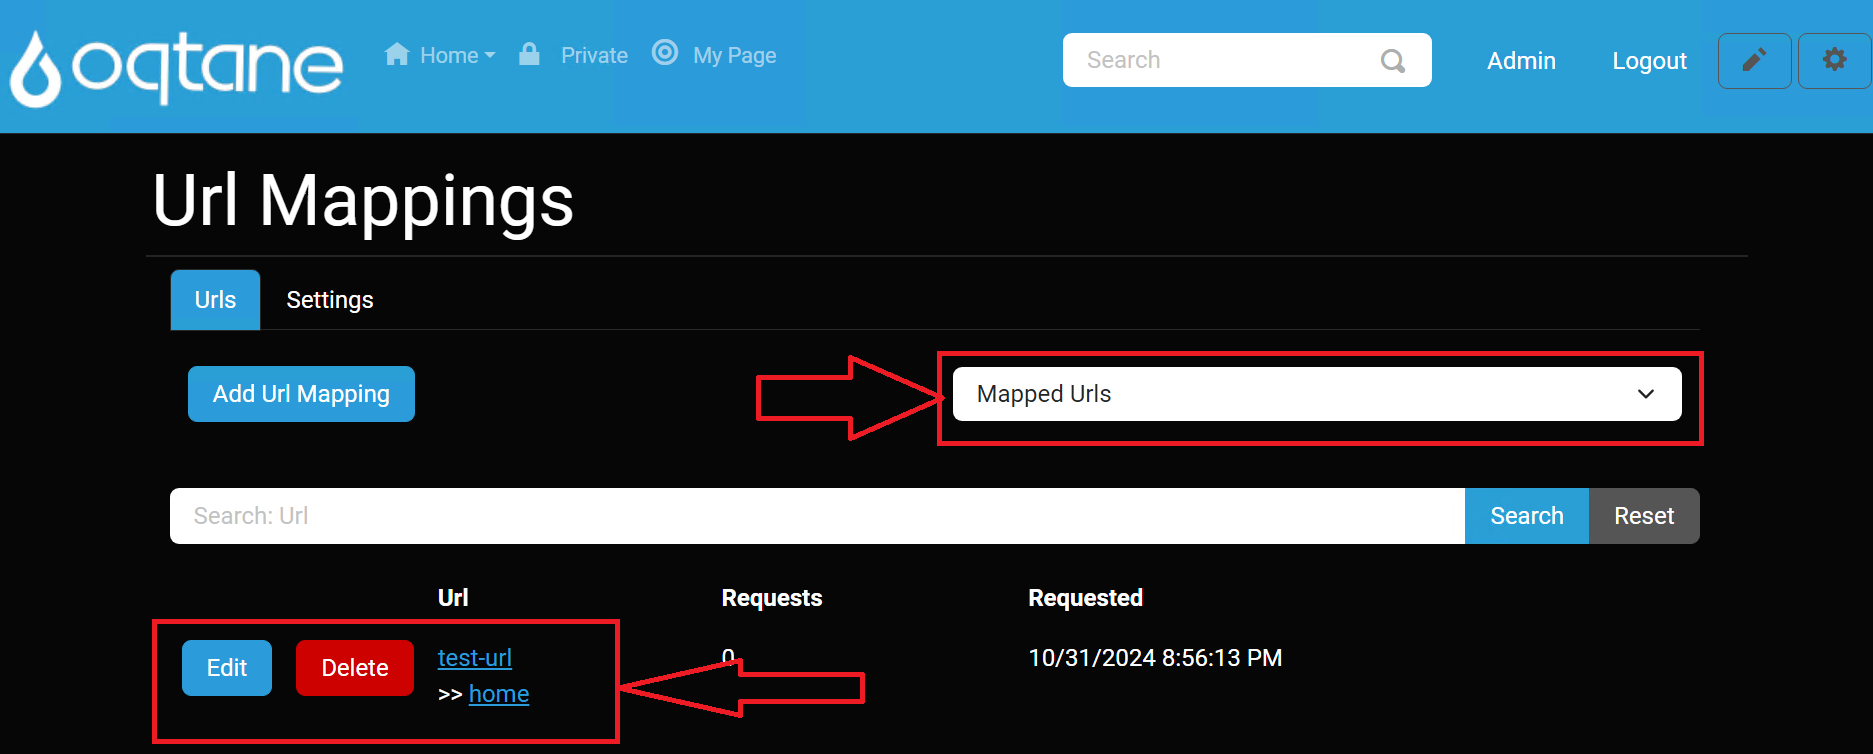 oqtane Home Private My Page Search Admin Logout
Url Mappings
Urls Settings
Add Url Mapping Mapped Urls
Search: Url Search Reset
Url Requests Requested
Edit Delete test-url 0 10/31/2024 8:56:13 PM
>> home